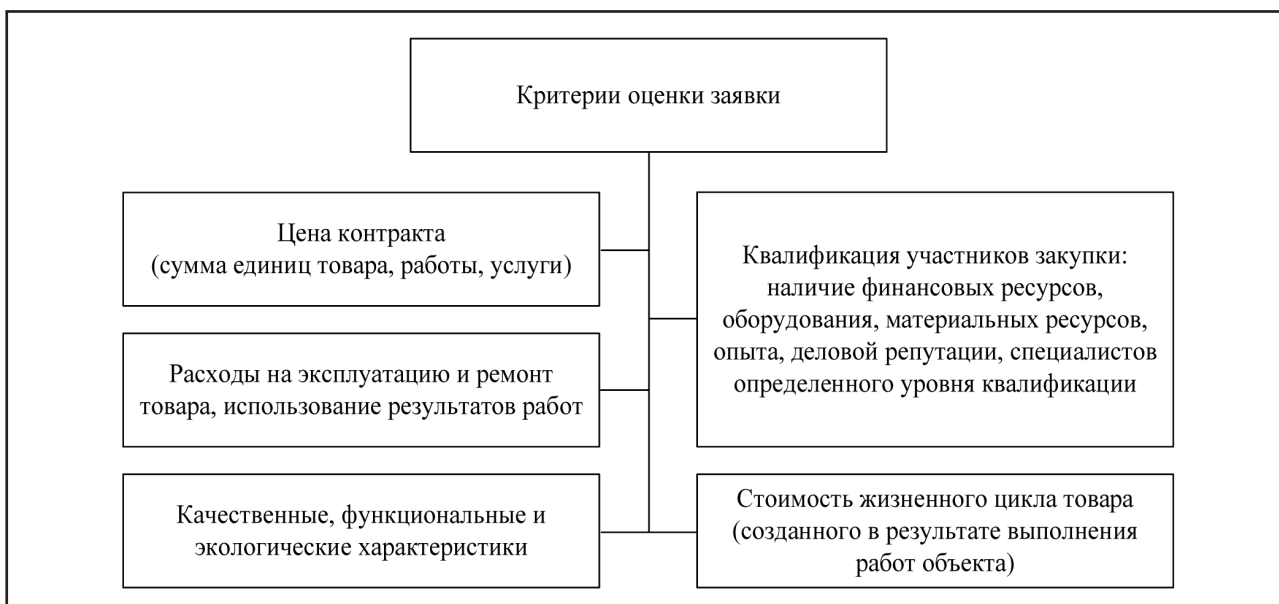 Критерии оценки заявки
Цена контракта
(сумма единиц товара, работы, услуги)
Расходы на эксплуатацию и ремонт
товара, использование результатов работ
Качественные, функциональные и
экологические характеристики
Квалификация участников закупки:
наличие финансовых ресурсов,
оборудования, материальных ресурсов,
опыта, деловой репутации, специалистов
определенного уровня квалификации
Стоимость жизненного цикла товара
(созданного в результате выполнения
работ объекта)